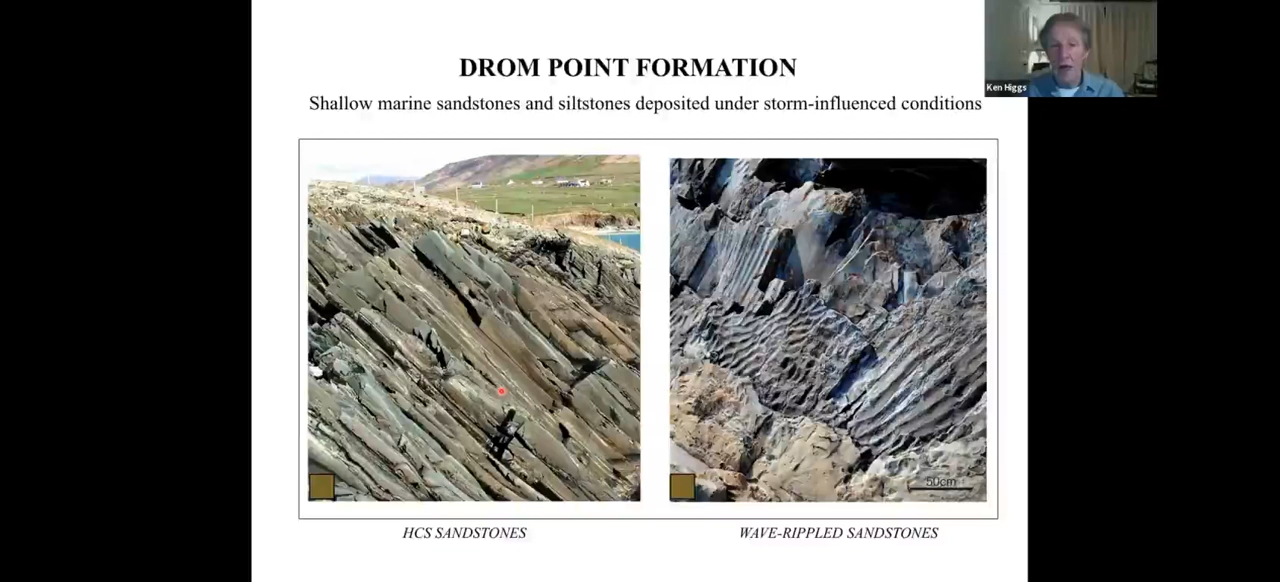 DROM POINT FORMATION
Shallow marine sandstones and siltstones deposited under storm-influenced conditions
Ken Higgs
50cm
HCS SANDSTONES
WAVE-RIPPLED SANDSTONES